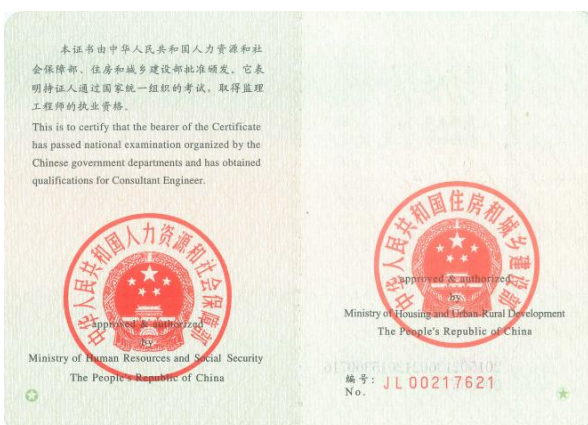 本证书由中华人民共和国人力资源和社
会保障部、住房和城乡建设部批准颁发。它表
明持证人通过国家统一组织的考试，取得监理
工程师的执业资格。
This is to certify that the bearer of the Certificate
has passed national examination organized by the
Chinese government departments and has obtained
qualifications for Consultant Engineer.
中华人民共和国人力资源和社会保障部
approved & authorized
by
Ministry of Human Resources and Social Security
The People's Republic of China
中华人民共和国住房和城乡建设部
approved & authorized
by
Ministry of Housing and Urban-Rural Development
The People's Republic of China
编号: JL00217621
No.